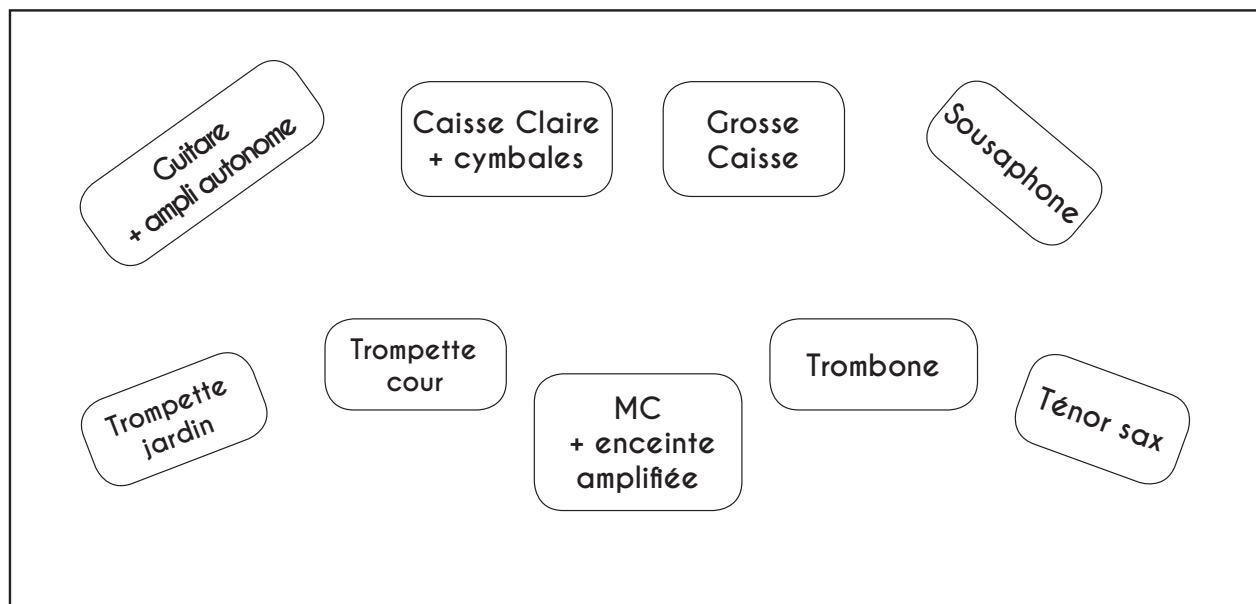 Guitare
+ ampli autonome
Caisse Claire
+ cymbales
Grosse
Caisse
Sousaphone
Trompette
jardin
Trompette
cour
MC
+ enceinte
amplifiée
Trombone
Ténor sax